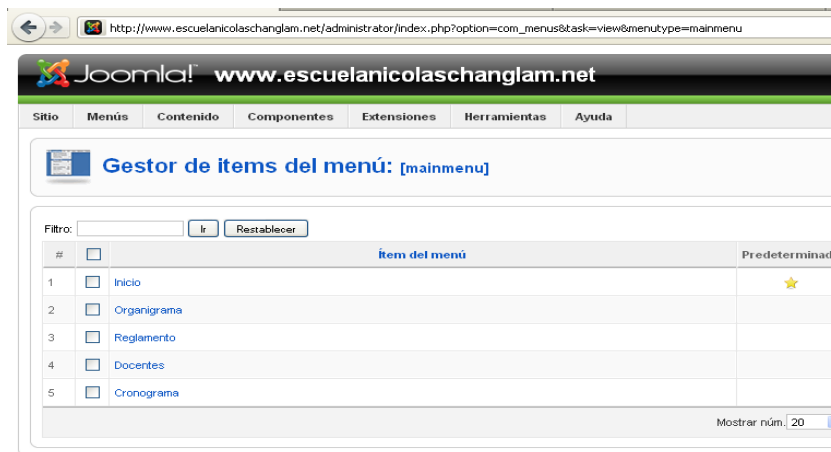 http://www.escuelanicolaschanglam.net/administrator/index.php?option=com_menus&task=view&menutype=mainmenu
Joomla! www.escuelanicolaschanglam.net
Sitio Menús Contenido Componentes Extensiones Herramientas Ayuda
Gestor de items del menú: [mainmenu]
Filtro: Ir Restablecer
# Ítem del menú Predeterminad
1 Inicio
2 Organigrama
3 Reglamento
4 Docentes
5 Cronograma
Mostrar núm. 20